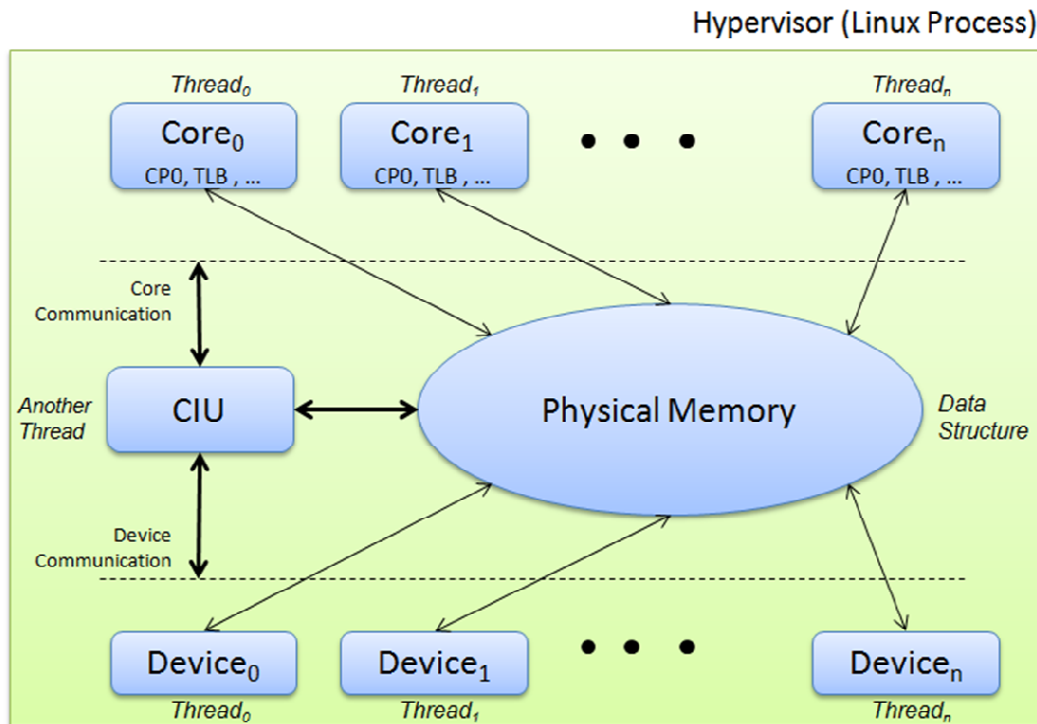 Hypervisor (Linux Process)
Thread₀ Thread₁ Threadₙ
Core₀ Core₁ • • • Coreₙ
CP0, TLB , ... CP0, TLB , ... CP0, TLB , ...
Core
Communication
Another
Thread
CIU
Physical Memory
Data
Structure
Device
Communication
Device₀ Device₁ • • • Deviceₙ
Thread₀ Thread₁ Threadₙ